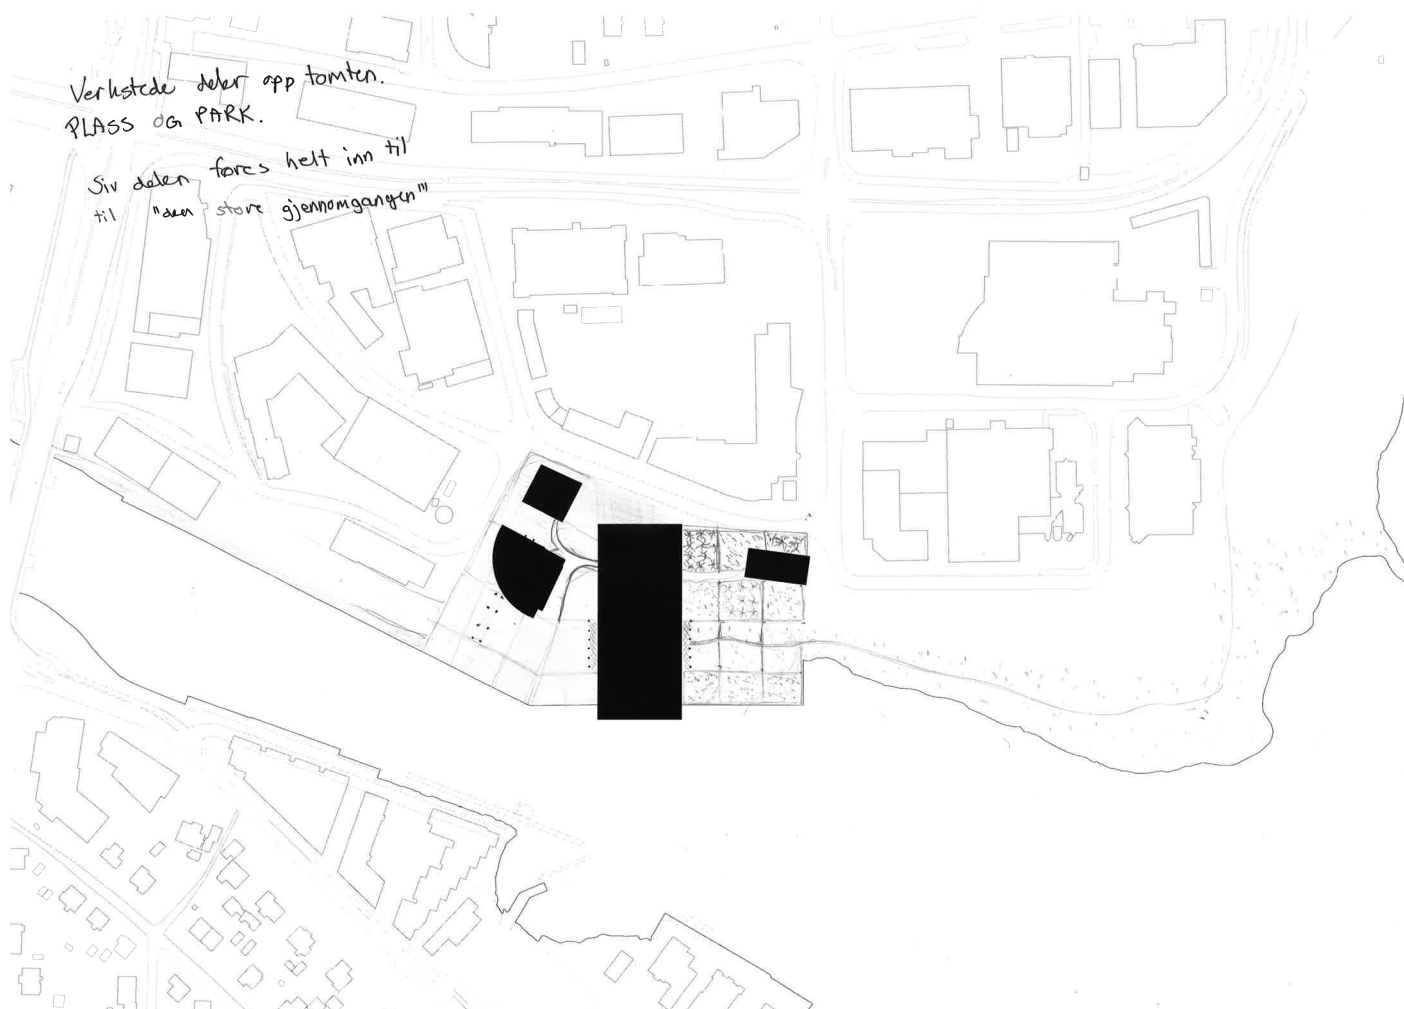 Verkstede deler opp tomten.
PLASS OG PARK.
Siv delen føres helt inn til
til "den store gjennomgangen"